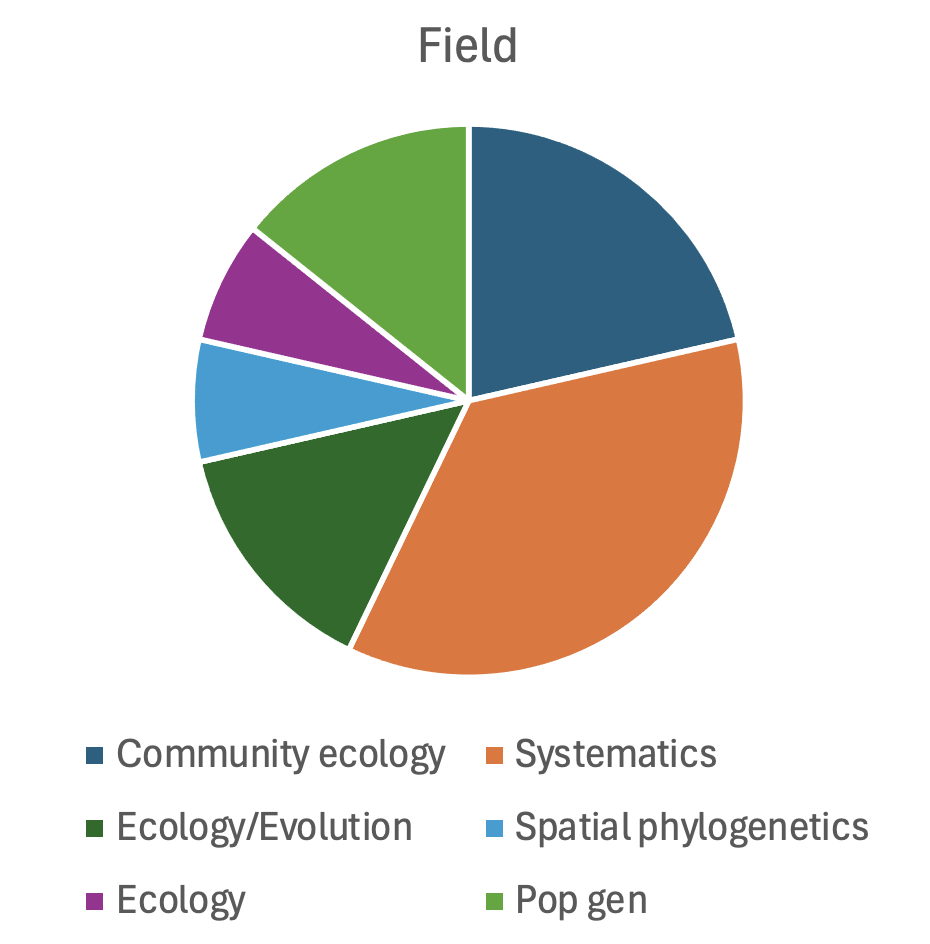 Field
Community ecology
Systematics
Ecology/Evolution
Spatial phylogenetics
Ecology
Pop gen